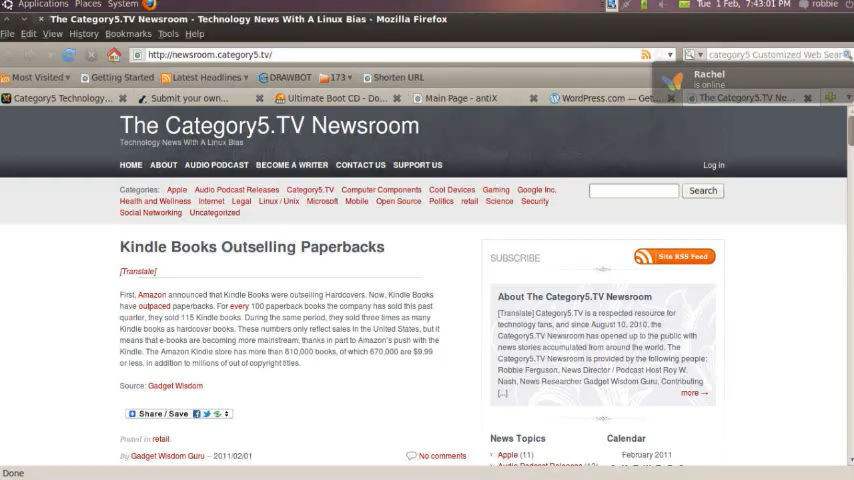 Applications Places System
Tue 1 Feb, 7:43:01 PM robbie
The Category5.TV Newsroom - Technology News With A Linux Bias - Mozilla Firefox
File Edit View History Bookmarks Tools Help
http://newsroom.category5.tv/
category5 Customized Web Sear
Most Visited Getting Started Latest Headlines DRAWBOT 173 Shorten URL
Rachel
is online
Category5 Technology... Submit your own... Ultimate Boot CD - Do... Main Page - antiX WordPress.com — Get... The Category5.TV Ne...
The Category5.TV Newsroom
Technology News With A Linux Bias
HOME ABOUT AUDIO PODCAST BECOME A WRITER CONTACT US SUPPORT US
Log in
Categories: Apple Audio Podcast Releases Category5.TV Computer Components Cool Devices Gaming Google Inc.
Health and Wellness Internet Legal Linux / Unix Microsoft Mobile Open Source Politics retail Science Security
Social Networking Uncategorized
Search
Kindle Books Outselling Paperbacks
[Translate]
First, Amazon announced that Kindle Books were outselling Hardcovers. Now, Kindle Books
have outpaced paperbacks. For every 100 paperback books the company has sold this past
quarter, they sold 115 Kindle books. During the same period, they sold three times as many
Kindle books as hardcover books. These numbers only reflect sales in the United States, but it
means that e-books are becoming more mainstream, thanks in part to Amazon's push with the
Kindle. The Amazon Kindle store has more than 810,000 books, of which 670,000 are $9.99
or less, in addition to millions of out of copyright titles.
Source: Gadget Wisdom
Share / Save
Posted in retail.
By Gadget Wisdom Guru – 2011/02/01
No comments
SUBSCRIBE
Site RSS Feed
About The Category5.TV Newsroom
[Translate] Category5.TV is a respected resource for
technology fans, and since August 10, 2010, the
Category5.TV Newsroom has opened up to the public with
news stories accumulated from around the world. The
Category5.TV Newsroom is provided by the following people:
Robbie Ferguson, News Director / Podcast Host Roy W.
Nash, News Researcher Gadget Wisdom Guru, Contributing
[...]
more →
News Topics
Apple (11)
Audio Podcast Releases
Calendar
February 2011
Done